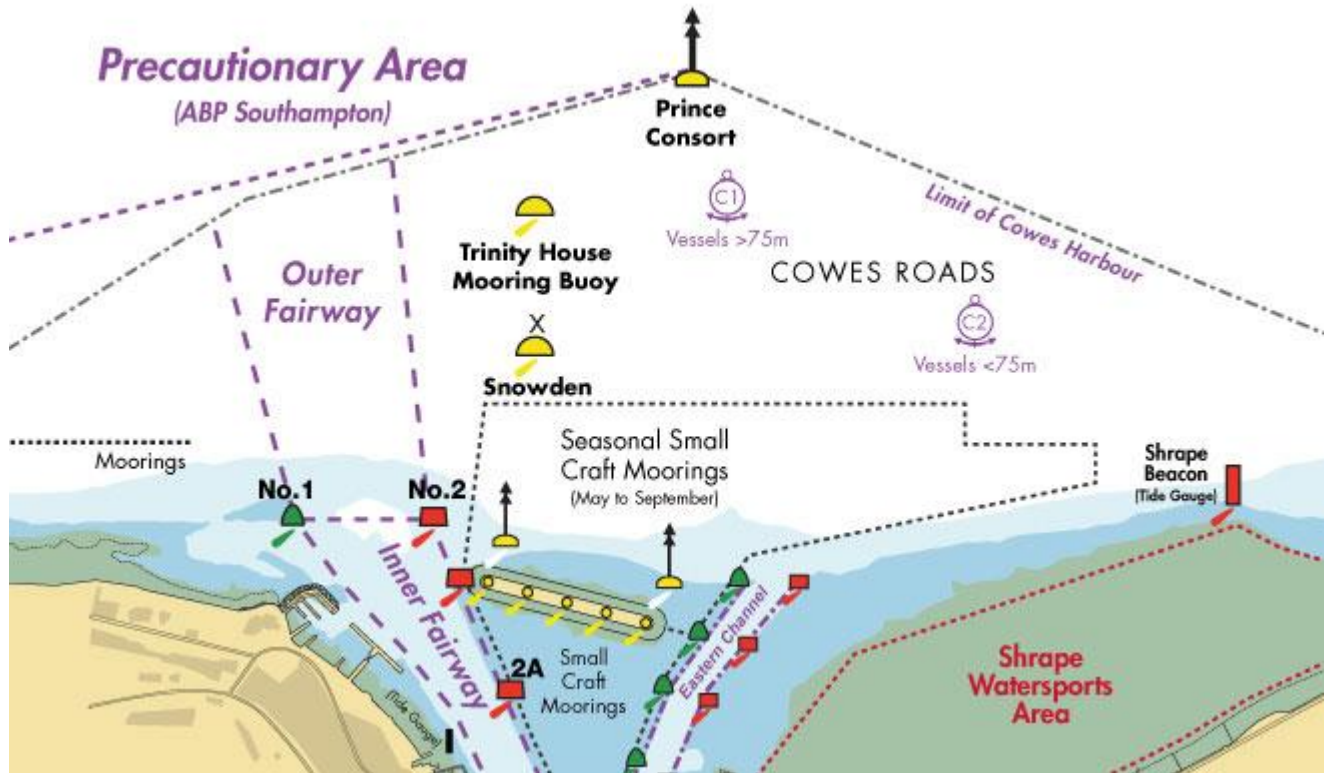 Precautionary Area
(ABP Southampton)
Prince
Consort
C1
Vessels >75m
Limit of Cowes Harbour
Trinity House
Mooring Buoy
COWES ROADS
Outer
Fairway
C2
Vessels <75m
X
Snowden
Seasonal Small
Craft Moorings
(May to September)
Moorings
Shrape
Beacon
(Tide Gauge)
No.1
No.2
Inner Fairway
Eastern Channel
2A
Small
Craft
Moorings
Shrape
Watersports
Area
(Tide Gauge)